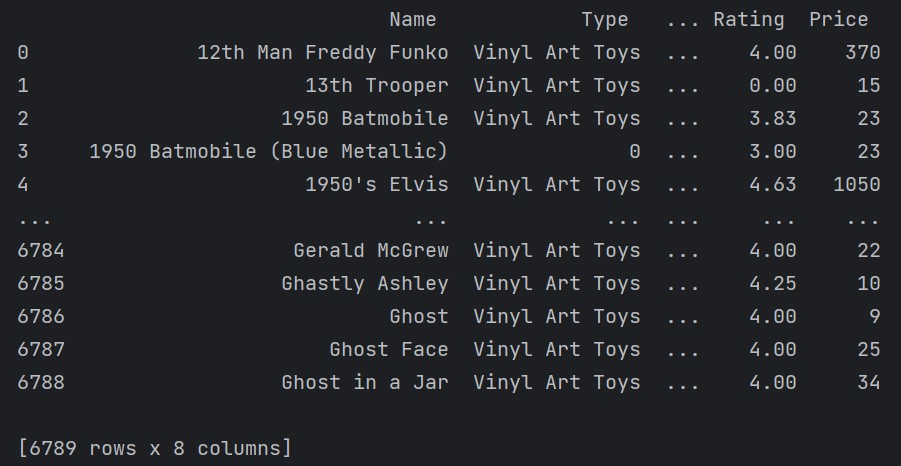 Name Type ... Rating Price
0 12th Man Freddy Funko Vinyl Art Toys ... 4.00 370
1 13th Trooper Vinyl Art Toys ... 0.00 15
2 1950 Batmobile Vinyl Art Toys ... 3.83 23
3 1950 Batmobile (Blue Metallic) 0 ... 3.00 23
4 1950's Elvis Vinyl Art Toys ... 4.63 1050
... ... ... ... ... ...
6784 Gerald McGrew Vinyl Art Toys ... 4.00 22
6785 Ghastly Ashley Vinyl Art Toys ... 4.25 10
6786 Ghost Vinyl Art Toys ... 4.00 9
6787 Ghost Face Vinyl Art Toys ... 4.00 25
6788 Ghost in a Jar Vinyl Art Toys ... 4.00 34
[6789 rows x 8 columns]